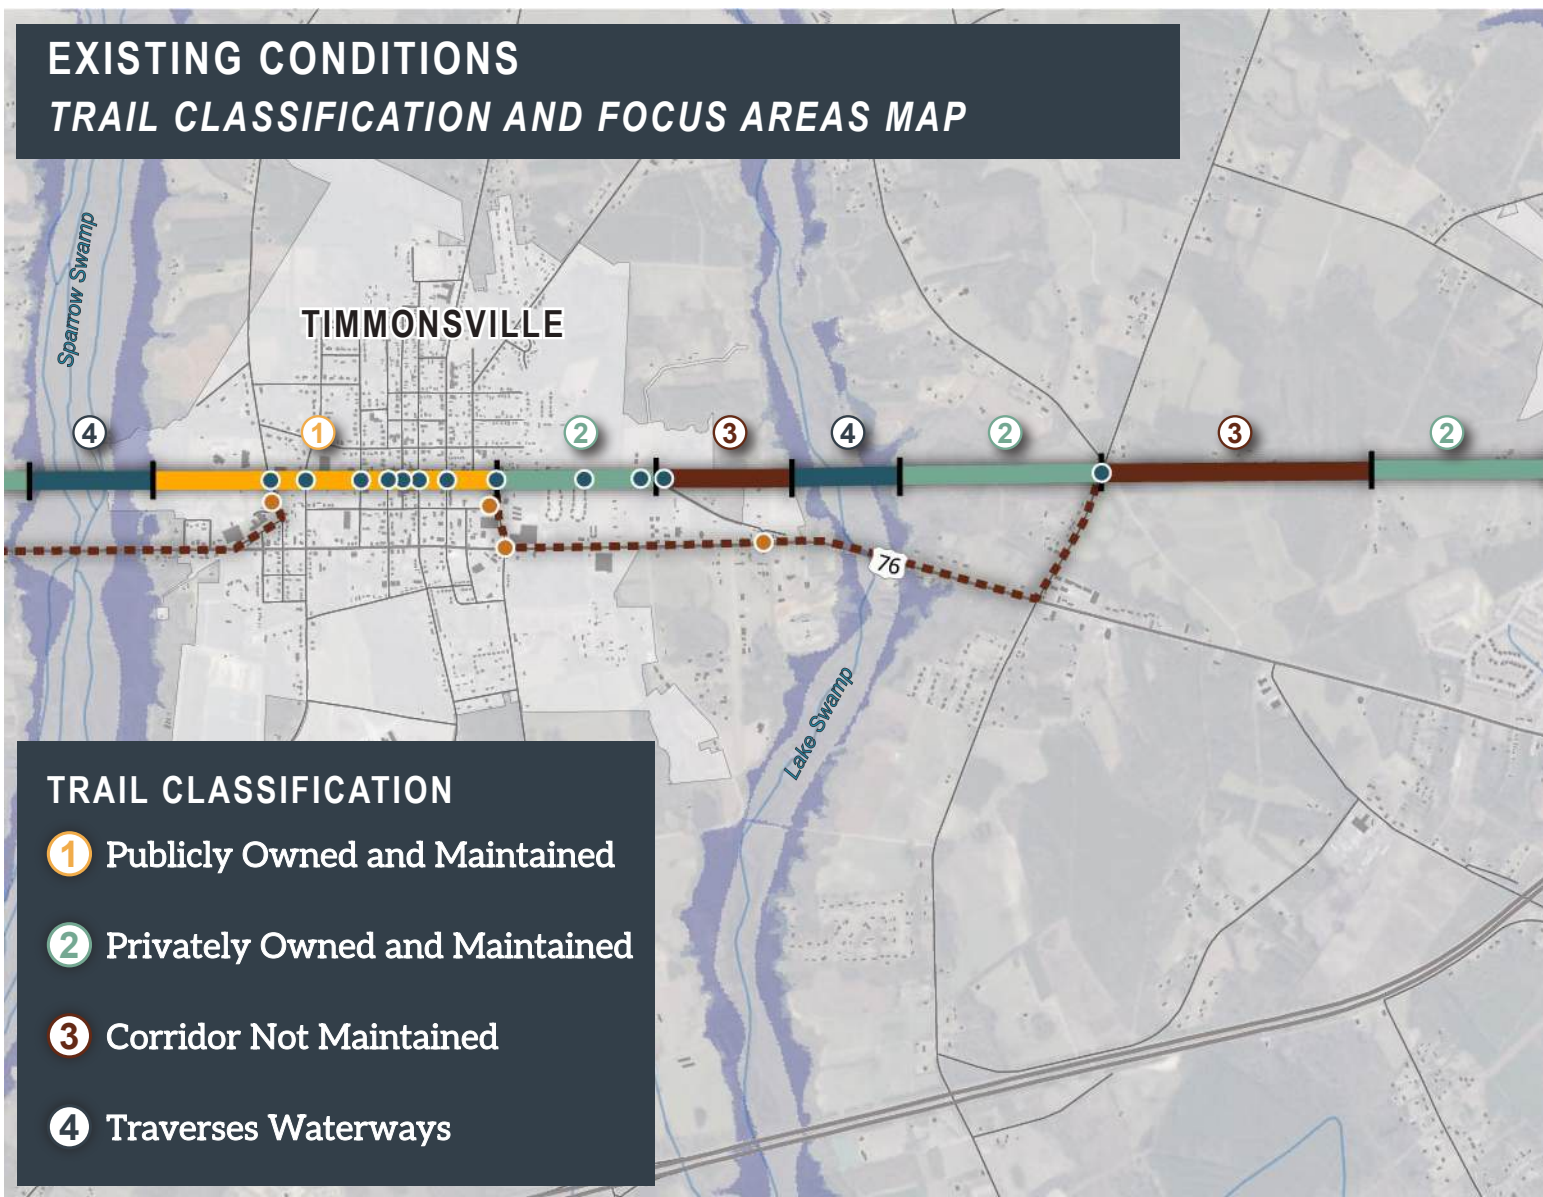 EXISTING CONDITIONS
TRAIL CLASSIFICATION AND FOCUS AREAS MAP
Sparrow Swamp
TIMMONSVILLE
4
1
2
3
4
2
3
2
76
Lake Swamp
TRAIL CLASSIFICATION
1 Publicly Owned and Maintained
2 Privately Owned and Maintained
3 Corridor Not Maintained
4 Traverses Waterways